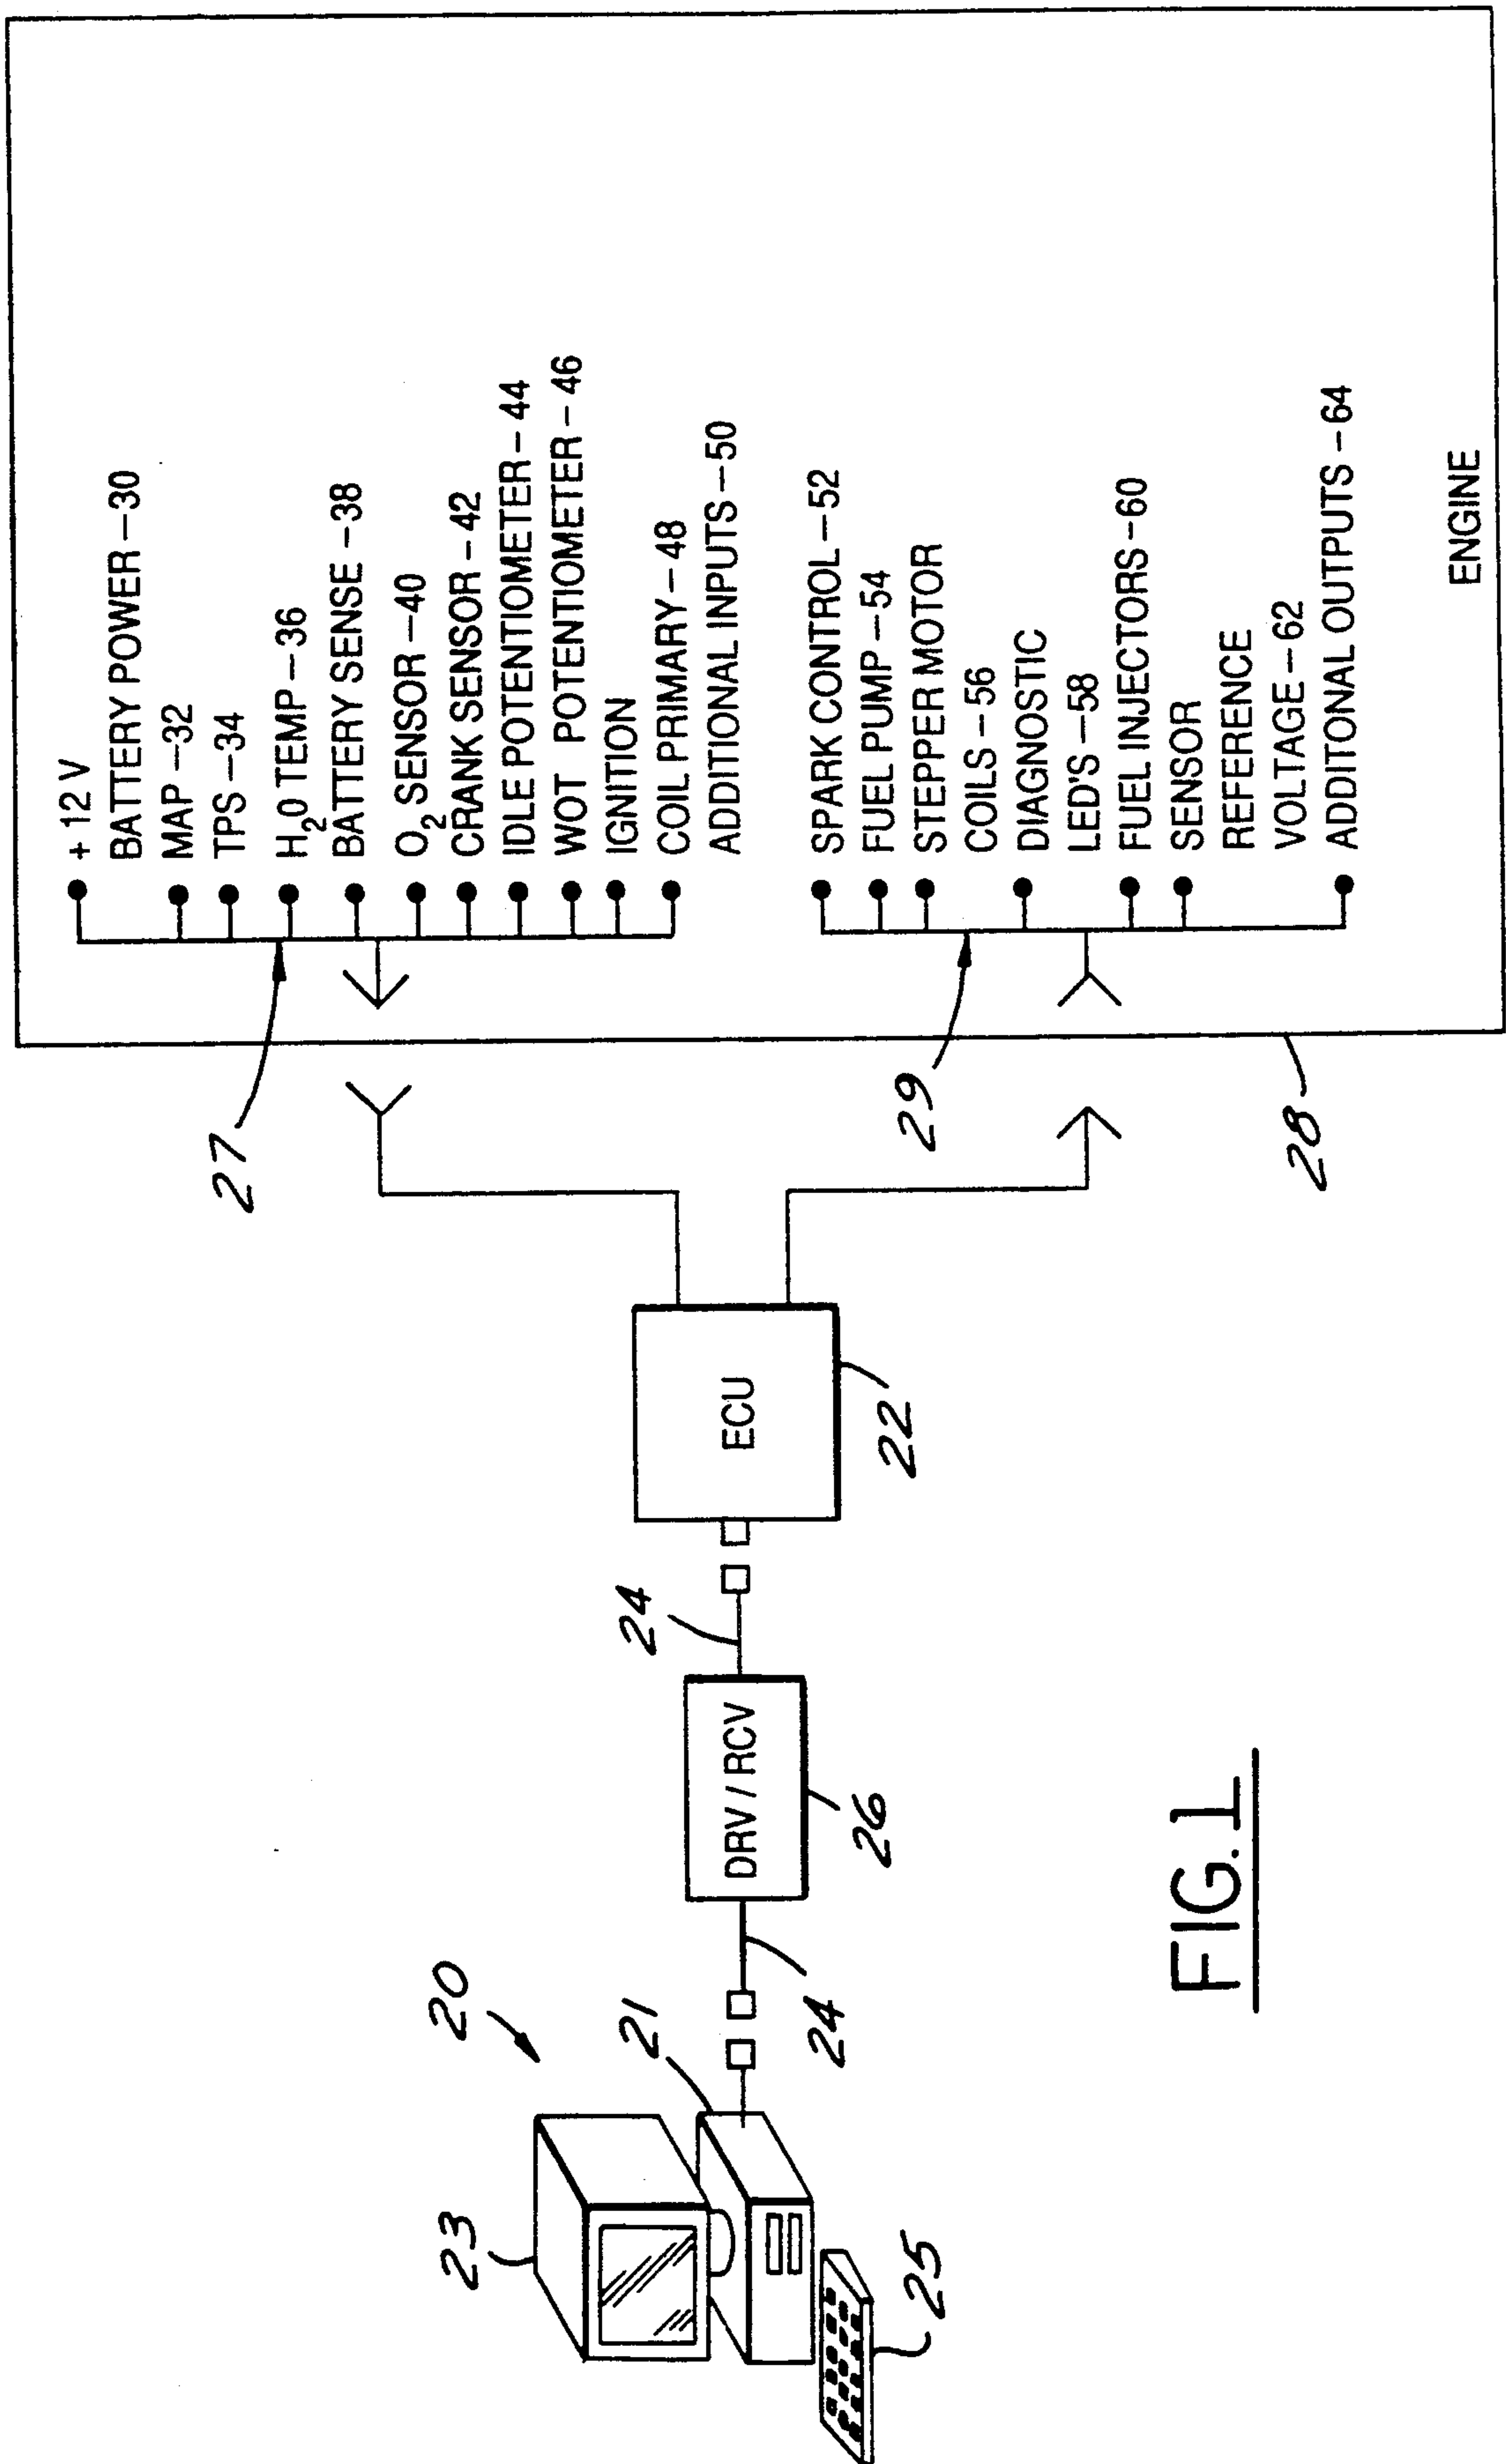 + 12 V
BATTERY POWER—30
MAP —32
TPS —34
H2O TEMP—36
BATTERY SENSE —38
O2 SENSOR —40
CRANK SENSOR—42
IDLE POTENTIOMETER—44
WOT POTENTIOMETER—46
IGNITION
COIL PRIMARY—48
ADDITIONAL INPUTS—50
SPARK CONTROL—52
FUEL PUMP—54
STEPPER MOTOR
COILS—56
DIAGNOSTIC
LED'S—58
FUEL INJECTORS—60
SENSOR
REFERENCE
VOLTAGE—62
ADDITONAL OUTPUTS—64
ENGINE
27
29
28
ECU
22
24
DRV / RCV
26
24
20
21
23
25
FIG. 1